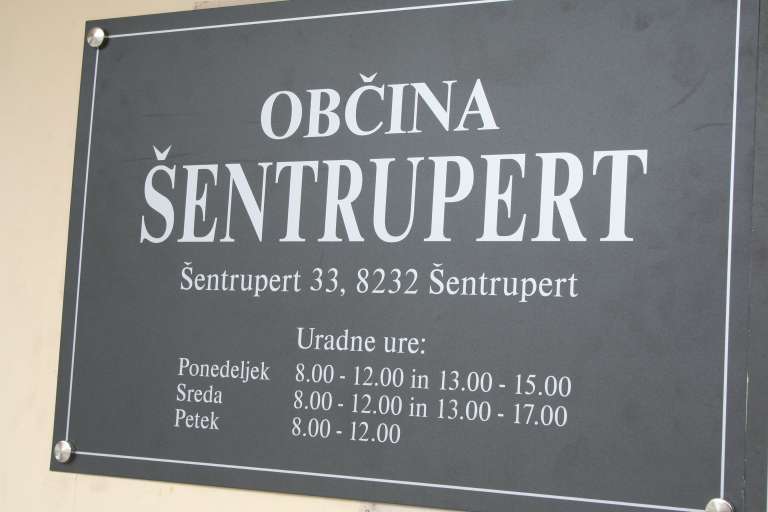 OBČINA
ŠENTRUPERT
Šentrupert 33, 8232 Šentrupert
Uradne ure:
Ponedeljek 8.00 - 12.00 in 13.00 - 15.00
Sreda 8.00 - 12.00 in 13.00 - 17.00
Petek 8.00 - 12.00